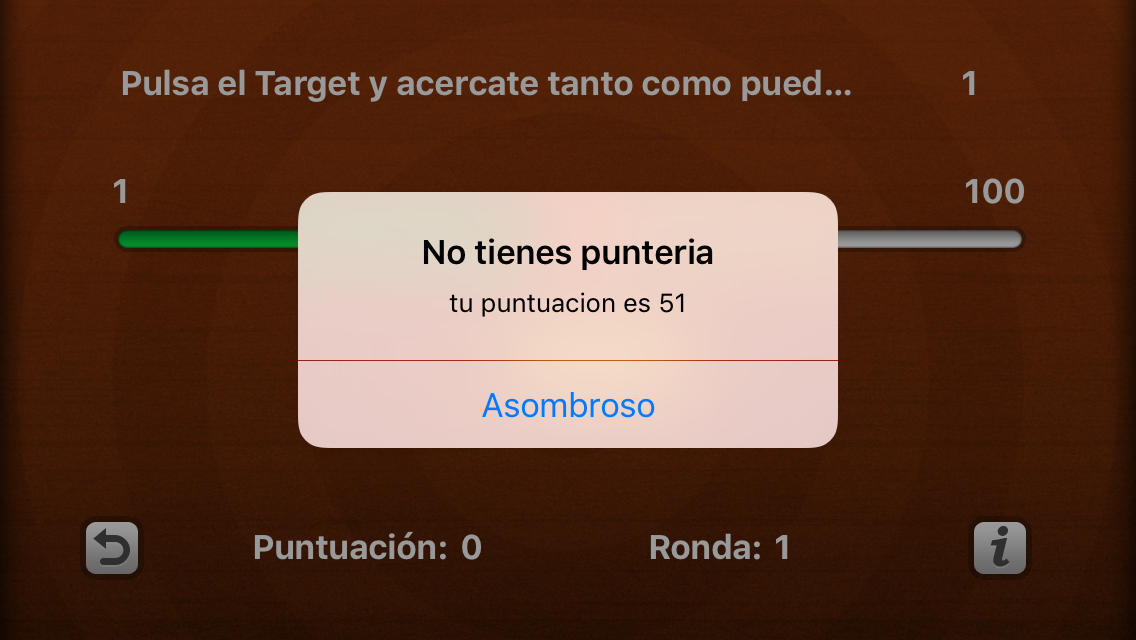 Pulsa el Target y acercate tanto como pued... 1
1 100
No tienes punteria
tu puntuacion es 51
Asombroso
Puntuación: 0 Ronda: 1 i